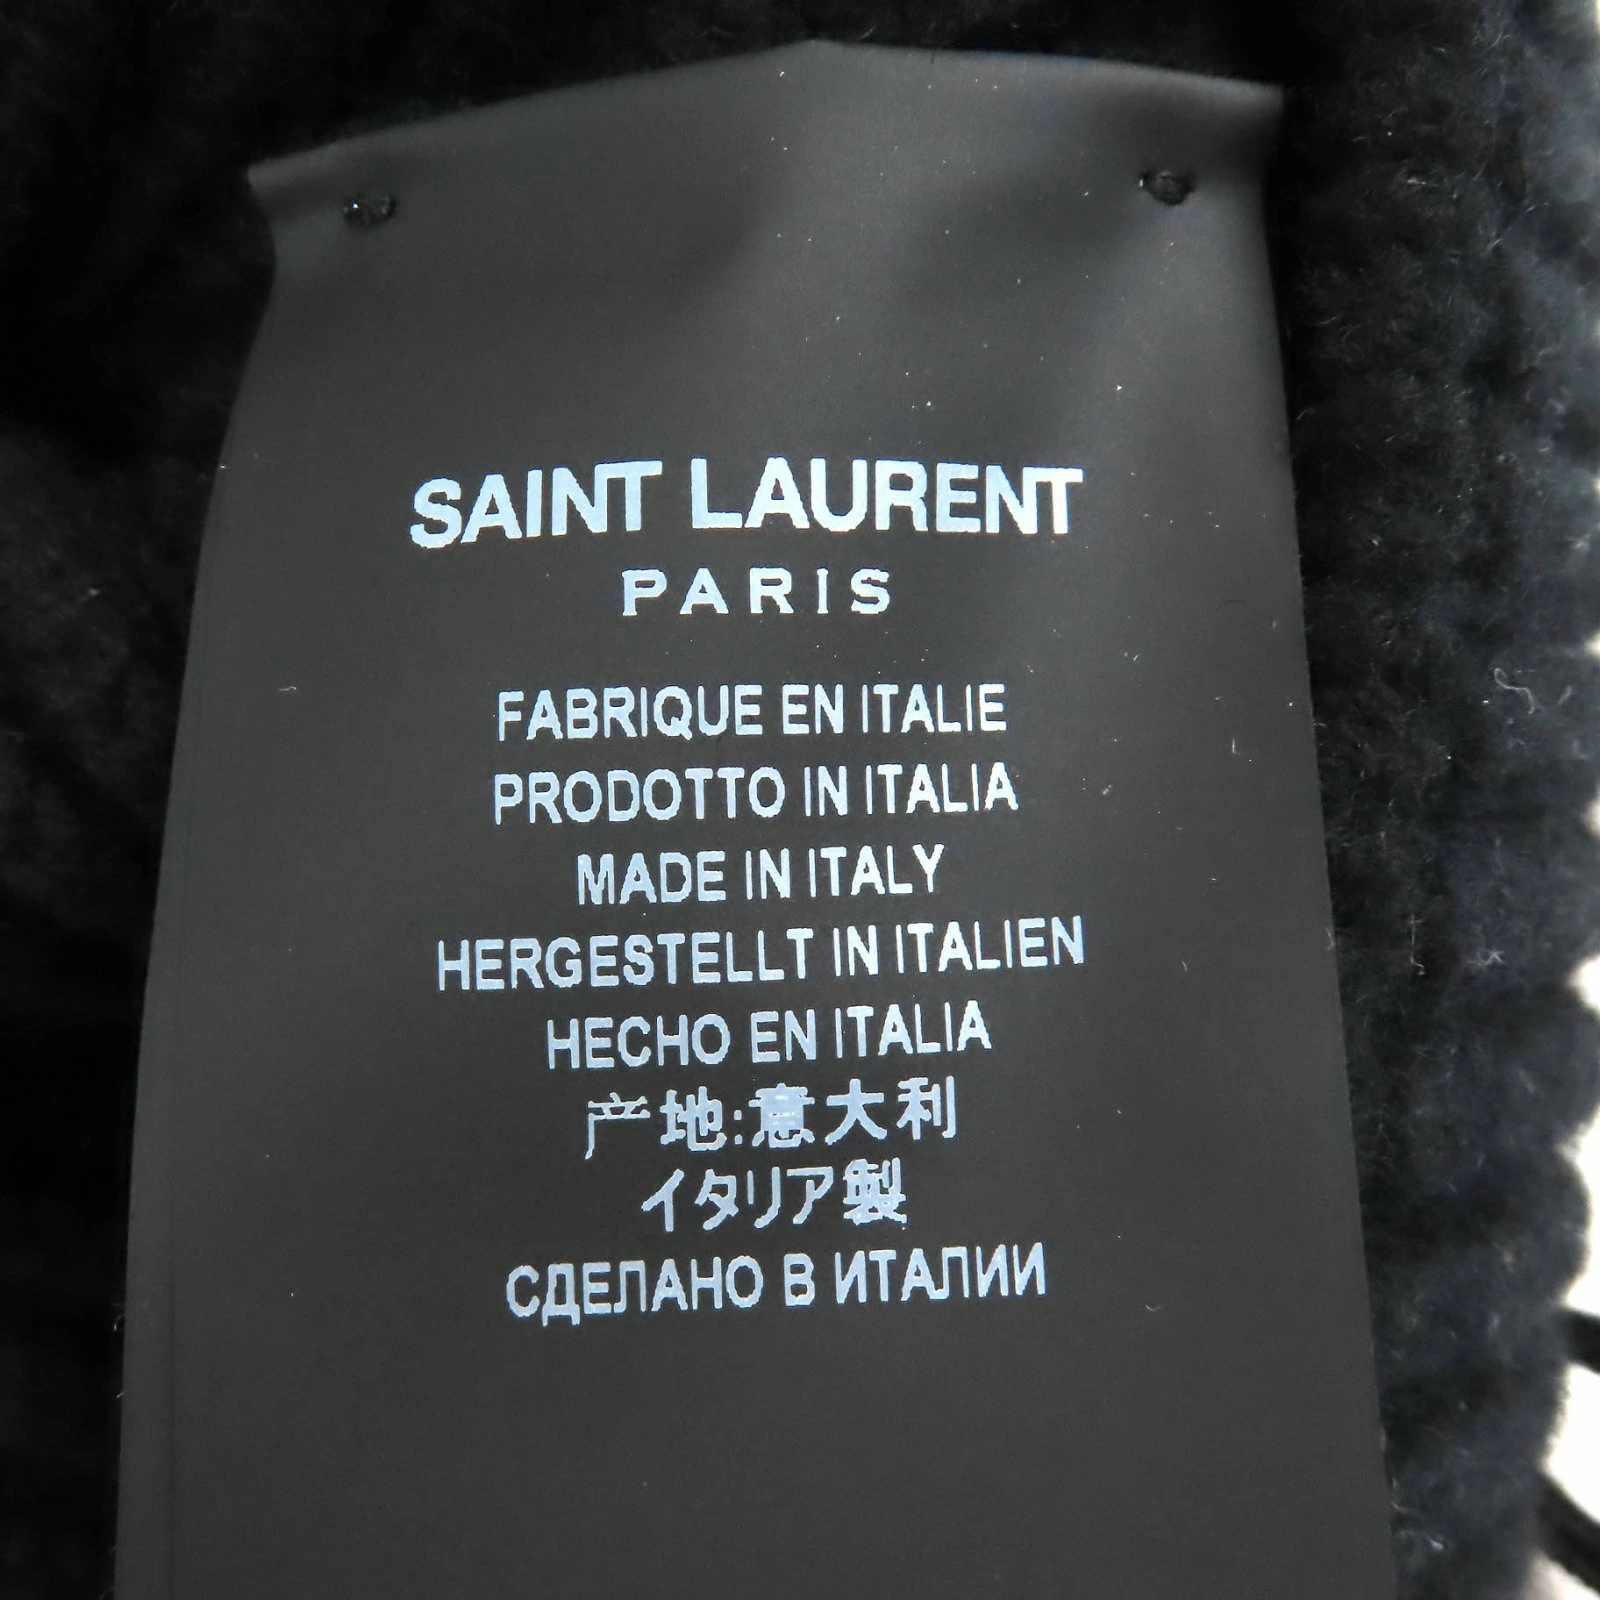 SAINT LAURENT
PARIS
FABRIQUE EN ITALIE
PRODOTTO IN ITALIA
MADE IN ITALY
HERGESTELLT IN ITALIEN
HECHO EN ITALIA
产地:意大利
イタリア製
СДЕЛАНО В ИТАЛИИ